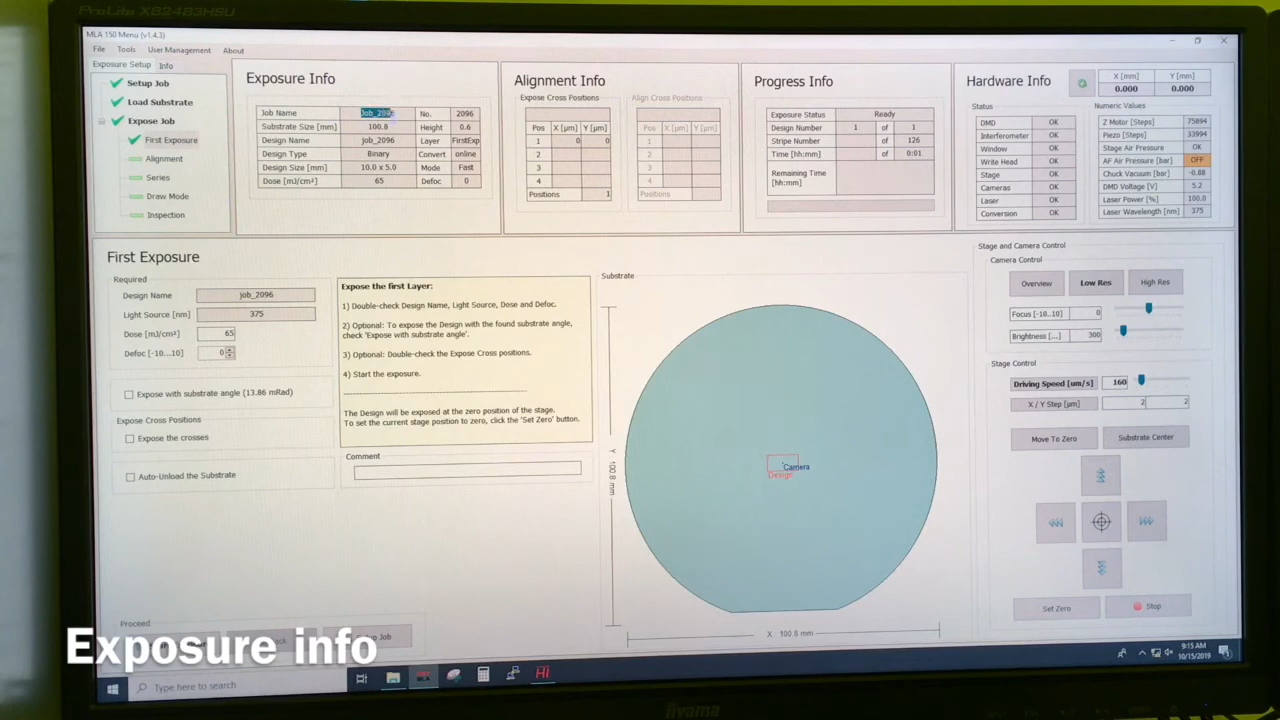 ProLite XB2483HSU
MLA 150 Menu (v1.4.3)
File Tools User Management About
Exposure Setup Info
Setup Job
Load Substrate
Expose Job
First Exposure
Alignment
Series
Draw Mode
Inspection
Exposure Info
Job Name Job_2096 No. 2096
Substrate Size [mm] 100.8 Height 0.6
Design Name job_2096 Layer FirstExp
Design Type Binary Convert online
Design Size [mm] 10.0 x 5.0 Mode Fast
Dose [mJ/cm²] 65 Defoc 0
Alignment Info
Expose Cross Positions Align Cross Positions
Pos X [µm] Y [µm] Pos X [µm] Y [µm]
1 0 0 1
2 2
3 3
4 4
Positions 1 Positions
Progress Info
Exposure Status Ready
Design Number 1 of 1
Stripe Number of 126
Time [hh:mm] of 0:01
Remaining Time
[hh:mm]
Hardware Info
X [mm] Y [mm]
0.000 0.000
Status Numeric Values
DMD OK Z Motor [Steps] 75894
Interferometer OK Piezo [Steps] 33994
Window OK Stage Air Pressure OK
Write Head OK AF Air Pressure [bar] OFF
Stage OK Chuck Vacuum [bar] -0.88
Cameras OK DMD Voltage [V] 5.2
Laser OK Laser Power [%] 100.0
Conversion OK Laser Wavelength [nm] 375
First Exposure
Required
Design Name job_2096
Light Source [nm] 375
Dose [mJ/cm²] 65
Defoc [-10...10] 0
Expose with substrate angle (13.86 mRad)
Expose Cross Positions
Expose the crosses
Auto-Unload the Substrate
Expose the first Layer:
1) Double-check Design Name, Light Source, Dose and Defoc.
2) Optional: To expose the Design with the found substrate angle,
check 'Expose with substrate angle'.
3) Optional: Double-check the Expose Cross positions.
4) Start the exposure.
The Design will be exposed at the zero position of the stage.
To set the current stage position to zero, click the 'Set Zero' button.
Comment
Substrate
Camera
Design
Y : 100.8 mm
X : 100.8 mm
Stage and Camera Control
Camera Control
Overview Low Res High Res
Focus [-10..10] 0
Brightness [...] 300
Stage Control
Driving Speed [um/s] 160
X / Y Step [µm] 2 2
Move To Zero Substrate Center
Set Zero Stop
Proceed
Job
Exposure info
Type here to search
Hi
9:15 AM
10/15/2019
iiyama